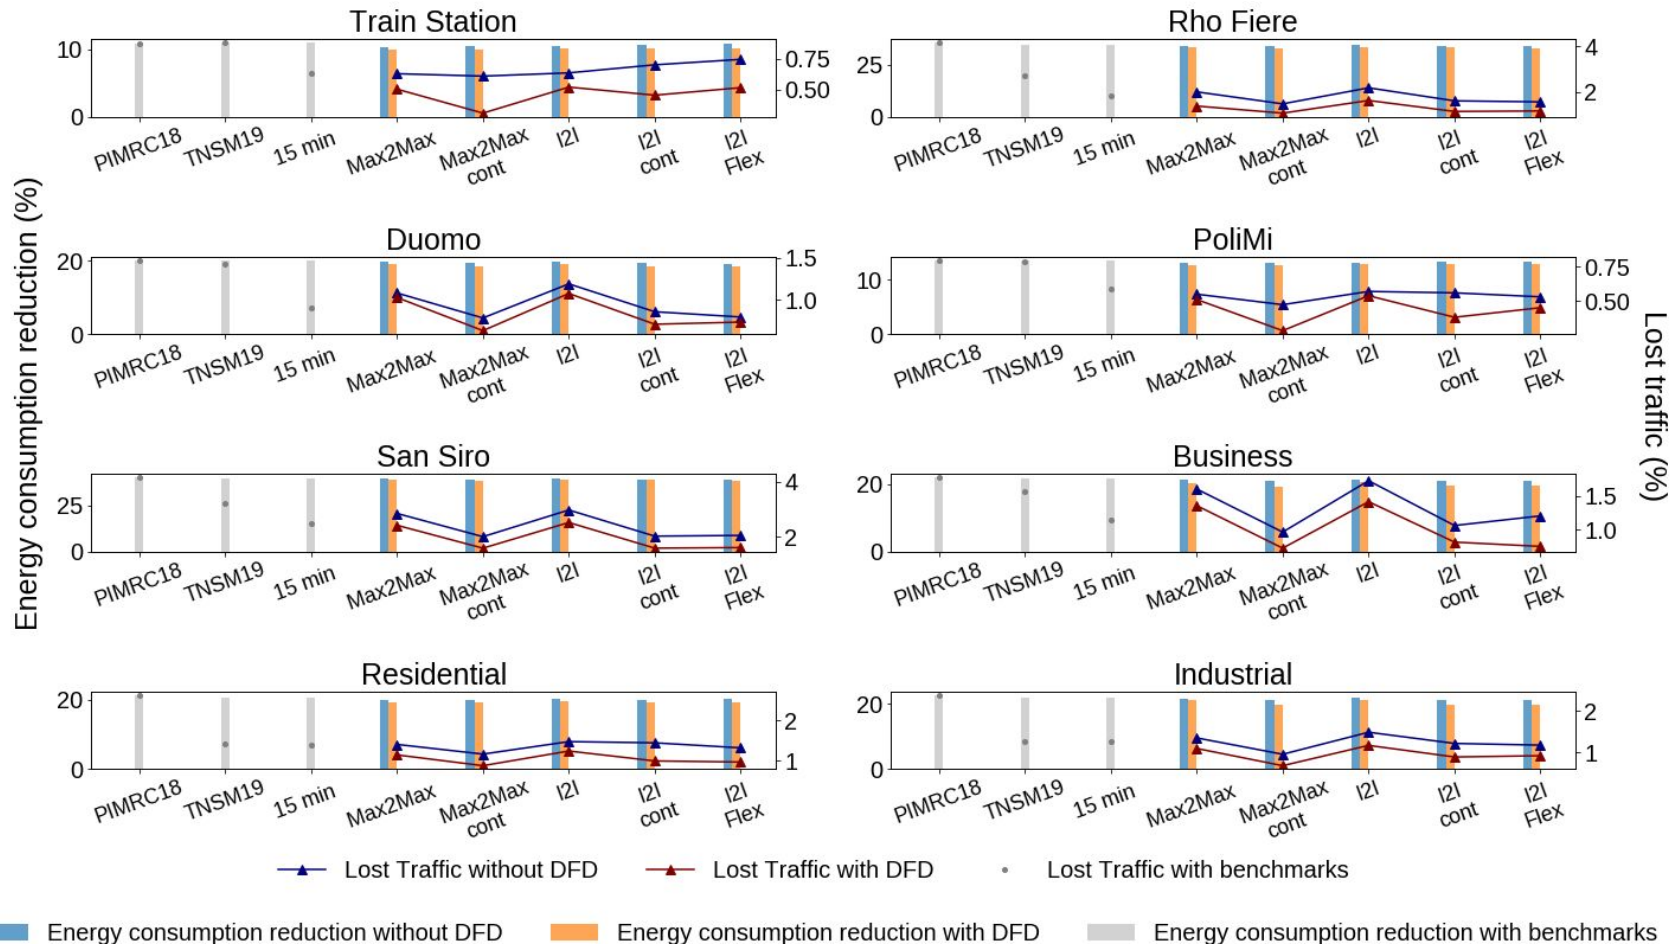 Train Station
10
0
0.75
0.50
PIMRC18
TNSM19
15 min
Max2Max
Max2Max
cont
I2I
I2I
cont
I2I
Flex
Rho Fiere
25
0
4
2
PIMRC18
TNSM19
15 min
Max2Max
Max2Max
cont
I2I
I2I
cont
I2I
Flex
Energy consumption reduction (%)
Duomo
20
0
1.5
1.0
PIMRC18
TNSM19
15 min
Max2Max
Max2Max
cont
I2I
I2I
cont
I2I
Flex
PoliMi
10
0
0.75
0.50
PIMRC18
TNSM19
15 min
Max2Max
Max2Max
cont
I2I
I2I
cont
I2I
Flex
Lost traffic (%)
San Siro
25
0
4
2
PIMRC18
TNSM19
15 min
Max2Max
Max2Max
cont
I2I
I2I
cont
I2I
Flex
Business
20
0
1.5
1.0
PIMRC18
TNSM19
15 min
Max2Max
Max2Max
cont
I2I
I2I
cont
I2I
Flex
Residential
20
0
2
1
PIMRC18
TNSM19
15 min
Max2Max
Max2Max
cont
I2I
I2I
cont
I2I
Flex
Industrial
20
0
2
1
PIMRC18
TNSM19
15 min
Max2Max
Max2Max
cont
I2I
I2I
cont
I2I
Flex
Lost Traffic without DFD
Lost Traffic with DFD
Lost Traffic with benchmarks
Energy consumption reduction without DFD
Energy consumption reduction with DFD
Energy consumption reduction with benchmarks